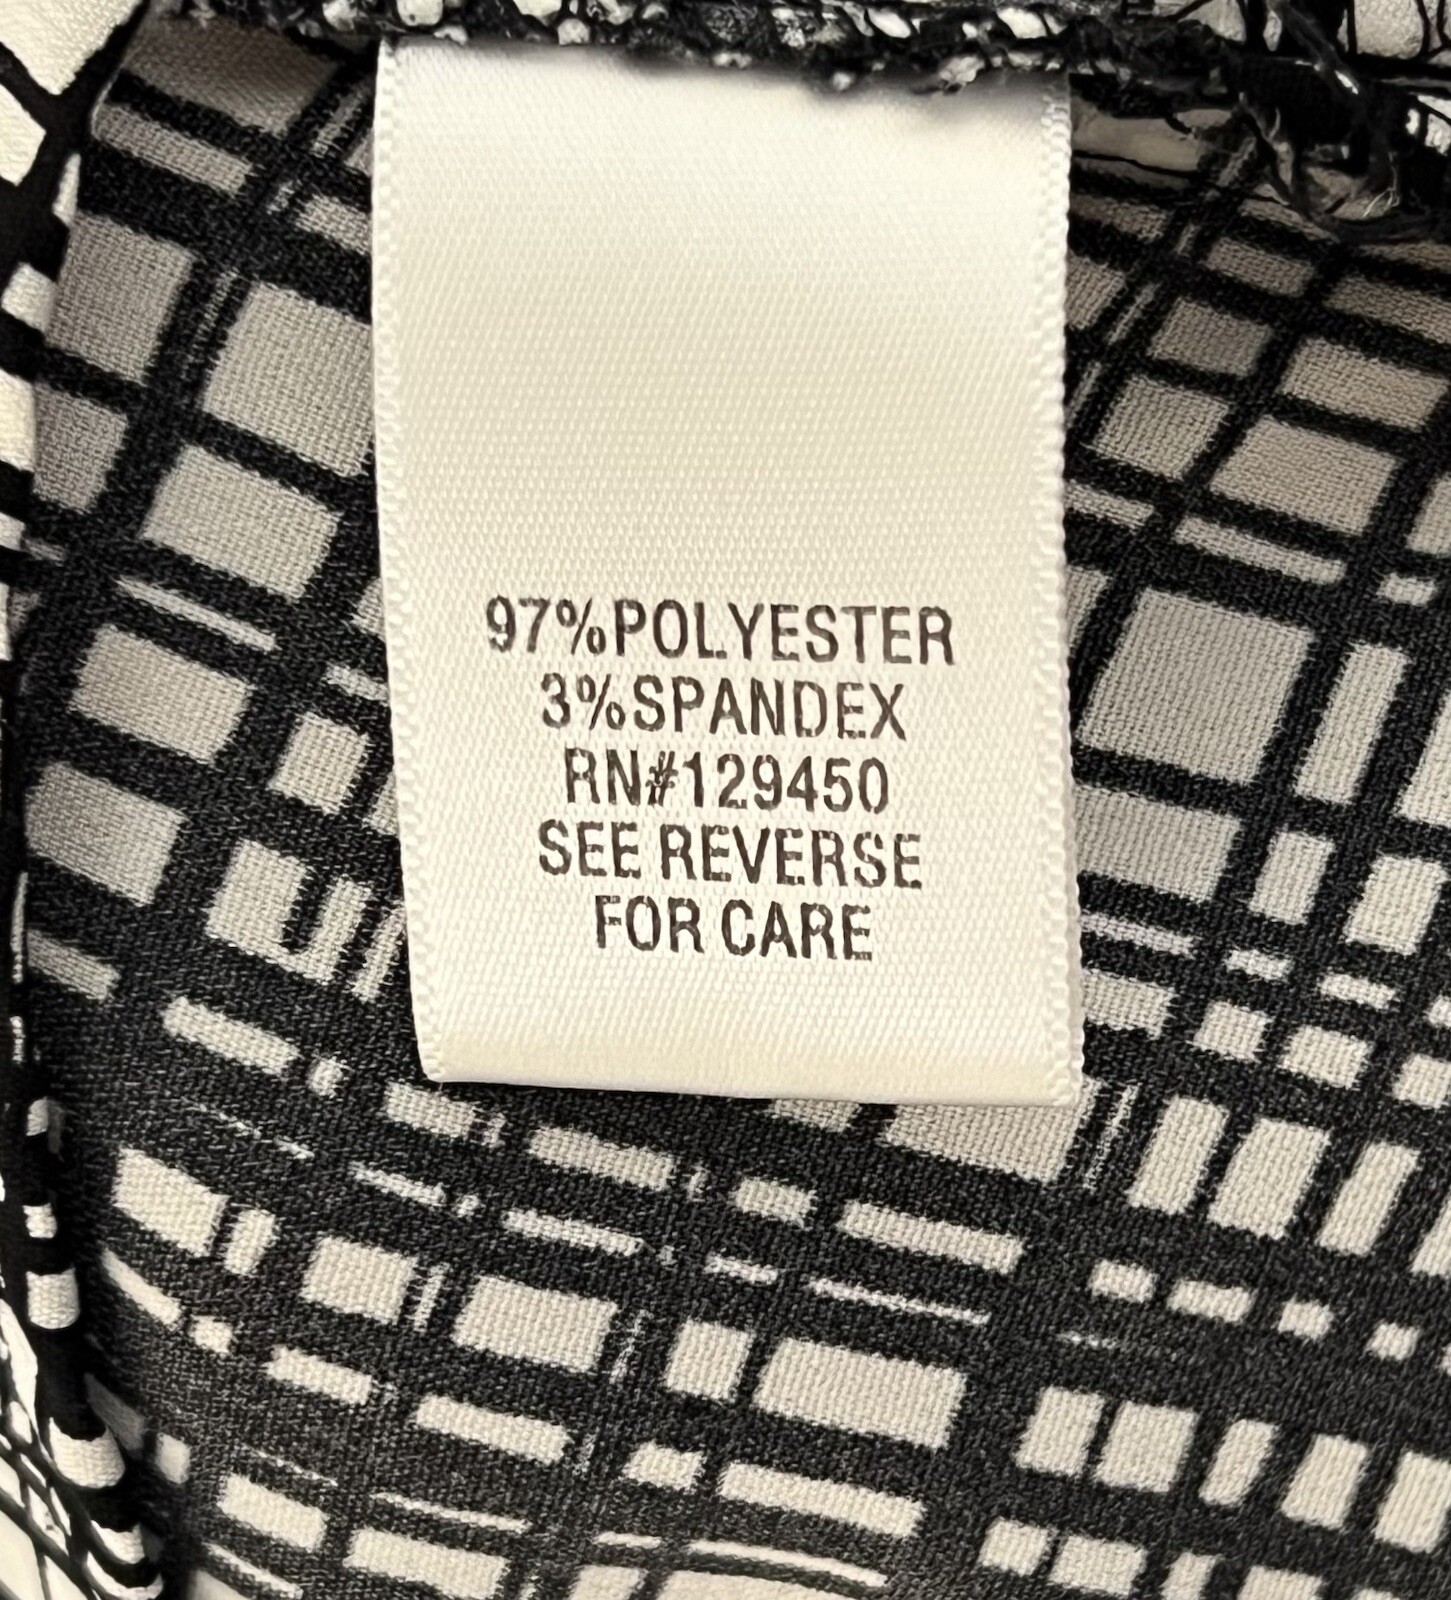 97%POLYESTER
3%SPANDEX
RN#129450
SEE REVERSE
FOR CARE